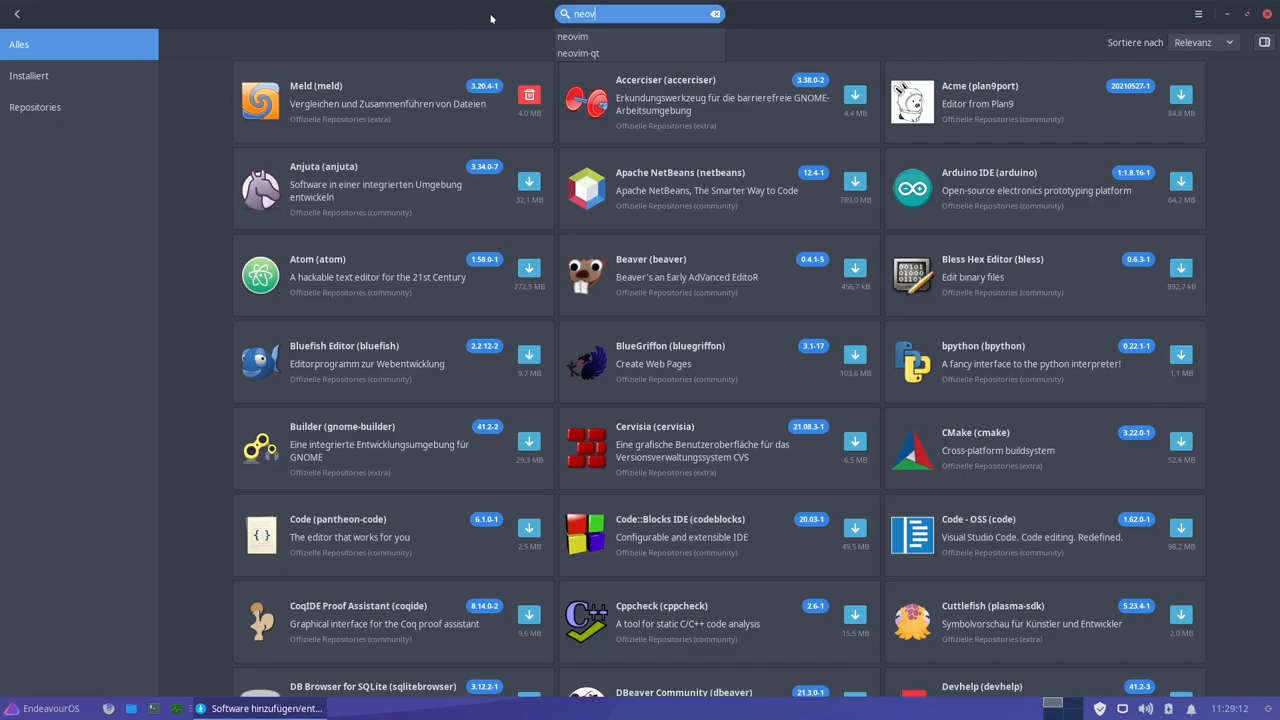 neov
neovim
neovim-qt
Alles
Installiert
Repositories
Sortiere nach Relevanz
Meld (meld) 3.20.4-1
Vergleichen und Zusammenführen von Dateien
Offizielle Repositories (extra) 4,0 MB
Accerciser (accerciser) 3.38.0-2
Erkundungswerkzeug für die barrierefreie GNOME-
Arbeitsumgebung
Offizielle Repositories (extra) 4,4 MB
Acme (plan9port) 20210527-1
Editor from Plan9
Offizielle Repositories (community) 84,8 MB
Anjuta (anjuta) 3.34.0-7
Software in einer integrierten Umgebung
entwickeln
Offizielle Repositories (community) 32,1 MB
Apache NetBeans (netbeans) 12.4-1
Apache NetBeans, The Smarter Way to Code
Offizielle Repositories (community) 789,0 MB
Arduino IDE (arduino) 1:1.8.16-1
Open-source electronics prototyping platform
Offizielle Repositories (community) 64,2 MB
Atom (atom) 1.58.0-1
A hackable text editor for the 21st Century
Offizielle Repositories (community) 272,5 MB
Beaver (beaver) 0.4.1-5
Beaver's an Early AdVanced EditoR
Offizielle Repositories (community) 456,7 kB
Bless Hex Editor (bless) 0.6.3-1
Edit binary files
Offizielle Repositories (community) 892,7 kB
Bluefish Editor (bluefish) 2.2.12-2
Editorprogramm zur Webentwicklung
Offizielle Repositories (community) 9,7 MB
BlueGriffon (bluegriffon) 3.1-17
Create Web Pages
Offizielle Repositories (community) 103,6 MB
bpython (bpython) 0.22.1-1
A fancy interface to the python interpreter!
Offizielle Repositories (community) 1,1 MB
Builder (gnome-builder) 41.2-2
Eine integrierte Entwicklungsumgebung für
GNOME
Offizielle Repositories (extra) 29,3 MB
Cervisia (cervisia) 21.08.3-1
Eine grafische Benutzeroberfläche für das
Versionsverwaltungssystem CVS
Offizielle Repositories (extra) 6,5 MB
CMake (cmake) 3.22.0-1
Cross-platform buildsystem
Offizielle Repositories (extra) 52,6 MB
Code (pantheon-code) 6.1.0-1
The editor that works for you
Offizielle Repositories (community) 2,5 MB
Code::Blocks IDE (codeblocks) 20.03-1
Configurable and extensible IDE
Offizielle Repositories (community) 49,5 MB
Code - OSS (code) 1.62.0-1
Visual Studio Code. Code editing. Redefined.
Offizielle Repositories (community) 98,2 MB
CoqIDE Proof Assistant (coqide) 8.14.0-2
Graphical interface for the Coq proof assistant
Offizielle Repositories (community) 9,6 MB
Cppcheck (cppcheck) 2.6-1
A tool for static C/C++ code analysis
Offizielle Repositories (community) 15,5 MB
Cuttlefish (plasma-sdk) 5.23.4-1
Symbolvorschau für Künstler und Entwickler
Offizielle Repositories (extra) 2,0 MB
DB Browser for SQLite (sqlitebrowser) 3.12.2-1
DBeaver Community (dbeaver) 21.3.0-1
Devhelp (devhelp) 41.2-3
EndeavourOS
Software hinzufügen/ent...
11:29:12